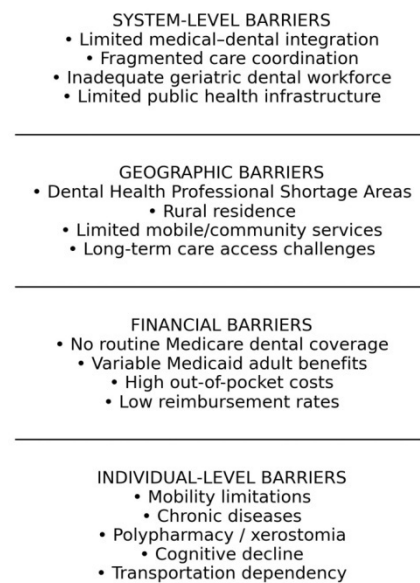 SYSTEM-LEVEL BARRIERS
• Limited medical–dental integration
• Fragmented care coordination
• Inadequate geriatric dental workforce
• Limited public health infrastructure
GEOGRAPHIC BARRIERS
• Dental Health Professional Shortage Areas
• Rural residence
• Limited mobile/community services
• Long-term care access challenges
FINANCIAL BARRIERS
• No routine Medicare dental coverage
• Variable Medicaid adult benefits
• High out-of-pocket costs
• Low reimbursement rates
INDIVIDUAL-LEVEL BARRIERS
• Mobility limitations
• Chronic diseases
• Polypharmacy / xerostomia
• Cognitive decline
• Transportation dependency